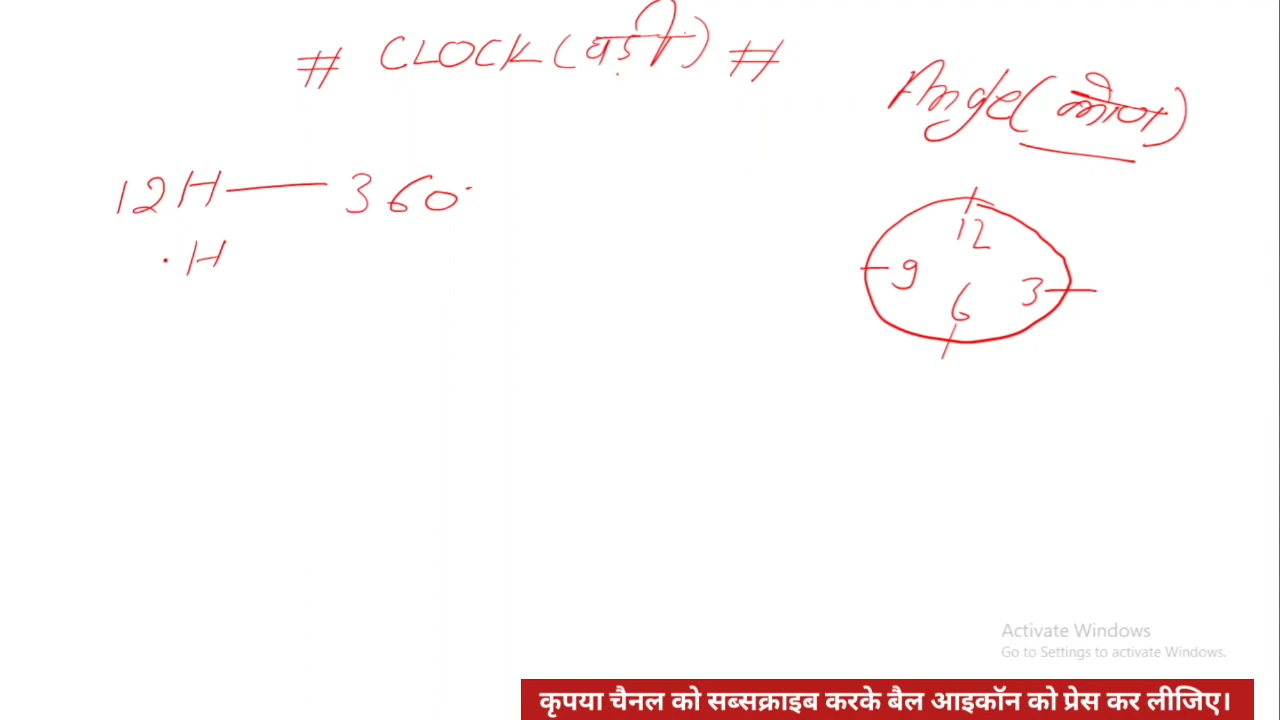 # CLOCK (घड़ी) #
Angle (कोण)
12H — 360°
.H
12
9
3
6
Activate Windows
Go to Settings to activate Windows.
कृपया चैनल को सब्सक्राइब करके बैल आइकॉन को प्रेस कर लीजिए।